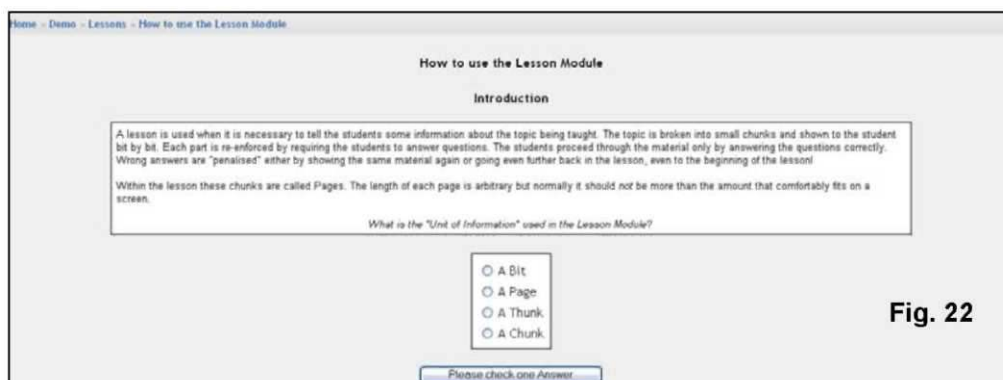 Home » Demo » Lessons » How to use the Lesson Module
How to use the Lesson Module
Introduction
A lesson is used when it is necessary to tell the students some information about the topic being taught. The topic is broken into small chunks and shown to the student
bit by bit. Each part is re-enforced by requiring the students to answer questions. The students proceed through the material only by answering the questions correctly.
Wrong answers are "penalised" either by showing the same material again or going even further back in the lesson, even to the beginning of the lesson!
Within the lesson these chunks are called Pages. The length of each page is arbitrary but normally it should not be more than the amount that comfortably fits on a
screen.
What is the "Unit of Information" used in the Lesson Module?
A Bit
A Page
A Thunk
A Chunk
Fig. 22
Please check one Answer